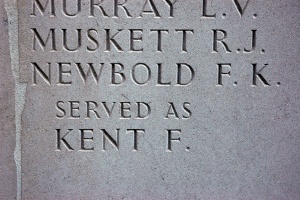 MURRAY L.V.
MUSKETT R.J.
NEWBOLD F.K.
SERVED AS
KENT F.